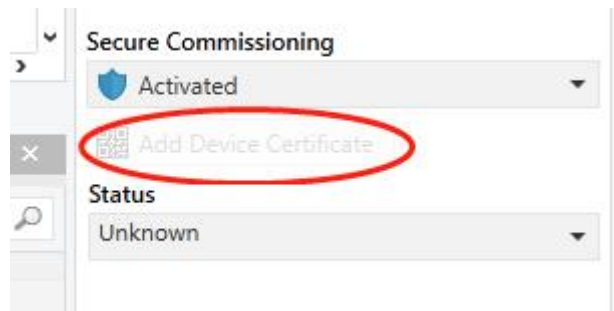 Secure Commissioning
Activated
Add Device Certificate
Status
Unknown